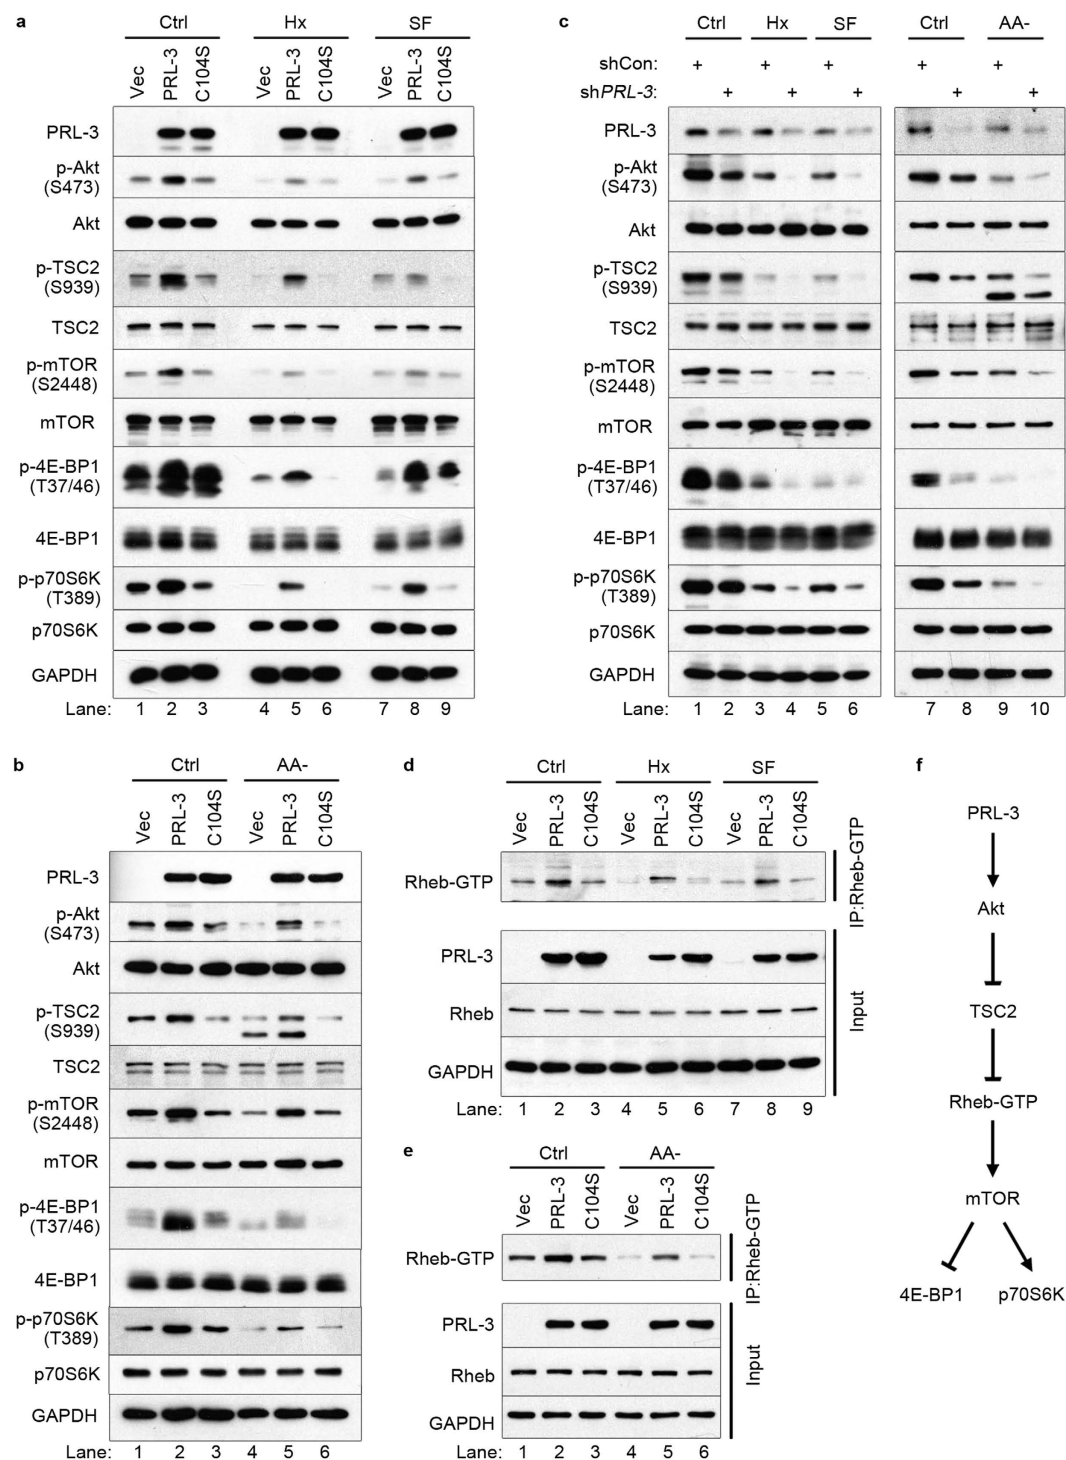 a
Ctrl Hx SF
Vec PRL-3 C104S Vec PRL-3 C104S Vec PRL-3 C104S
PRL-3
p-Akt
(S473)
Akt
p-TSC2
(S939)
TSC2
p-mTOR
(S2448)
mTOR
p-4E-BP1
(T37/46)
4E-BP1
p-p70S6K
(T389)
p70S6K
GAPDH
Lane: 1 2 3 4 5 6 7 8 9
c
Ctrl Hx SF Ctrl AA-
shCon: + + + + +
shPRL-3: + + + + +
PRL-3
p-Akt
(S473)
Akt
p-TSC2
(S939)
TSC2
p-mTOR
(S2448)
mTOR
p-4E-BP1
(T37/46)
4E-BP1
p-p70S6K
(T389)
p70S6K
GAPDH
Lane: 1 2 3 4 5 6 7 8 9 10
b
Ctrl AA-
Vec PRL-3 C104S Vec PRL-3 C104S
PRL-3
p-Akt
(S473)
Akt
p-TSC2
(S939)
TSC2
p-mTOR
(S2448)
mTOR
p-4E-BP1
(T37/46)
4E-BP1
p-p70S6K
(T389)
p70S6K
GAPDH
Lane: 1 2 3 4 5 6
d
Ctrl Hx SF
Vec PRL-3 C104S Vec PRL-3 C104S Vec PRL-3 C104S
Rheb-GTP
IP:Rheb-GTP
PRL-3
Rheb
GAPDH
Input
Lane: 1 2 3 4 5 6 7 8 9
e
Ctrl AA-
Vec PRL-3 C104S Vec PRL-3 C104S
Rheb-GTP
IP:Rheb-GTP
PRL-3
Rheb
GAPDH
Input
Lane: 1 2 3 4 5 6
f
PRL-3
Akt
TSC2
Rheb-GTP
mTOR
4E-BP1 p70S6K